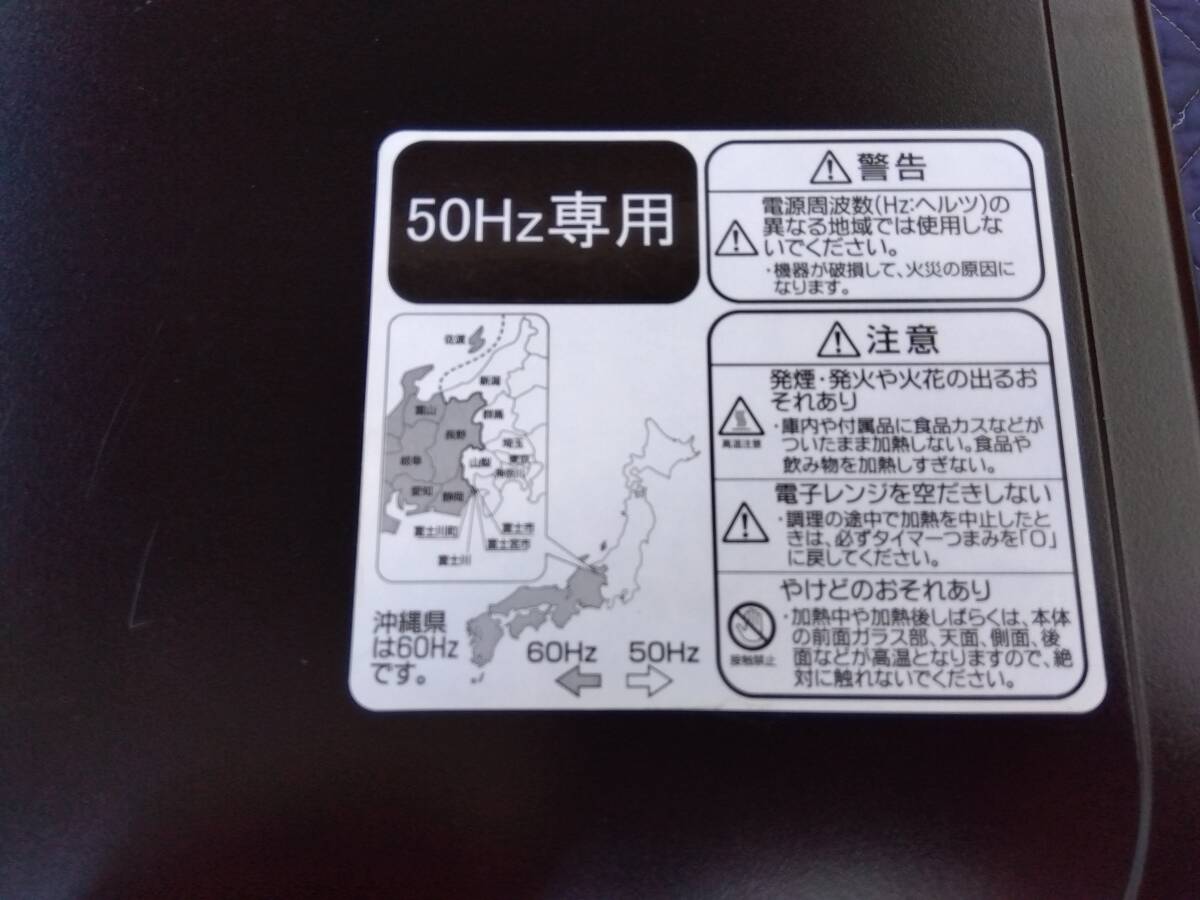 50Hz専用
警告
電源周波数(Hz:ヘルツ)の
異なる地域では使用しな
いでください。
・機器が破損して、火災の原因に
なります。
注意
発煙・発火や火花の出るお
それあり
高温注意
・庫内や付属品に食品カスなどが
ついたまま加熱しない。食品や
飲み物を加熱しすぎない。
電子レンジを空だきしない
・調理の途中で加熱を中止したと
きは、必ずタイマーつまみを「0」
に戻してください。
やけどのおそれあり
接触禁止
・加熱中や加熱後しばらくは、本体
の前面ガラス部、天面、側面、後
面などが高温となりますので、絶
対に触れないでください。
佐渡
新潟
富山
群馬
長野
埼玉
岐阜
山梨
東京
神奈川
愛知
静岡
富士川町
富士市
富士宮市
富士川
沖縄県
は60Hz
です。
60Hz
50Hz